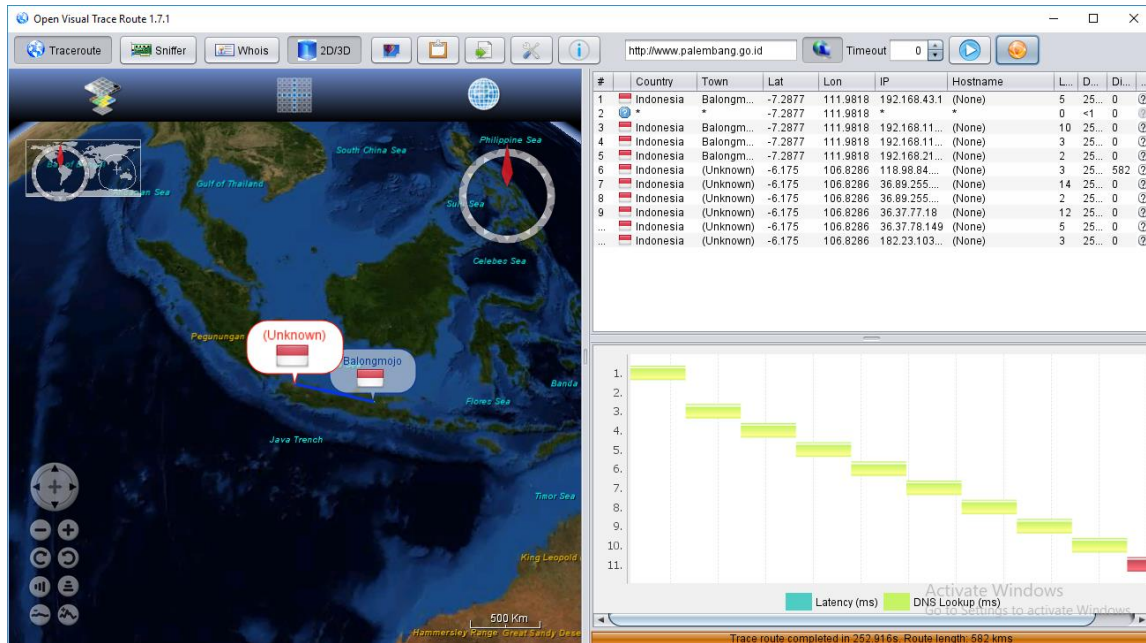 Open Visual Trace Route 1.7.1
Traceroute Sniffer Whois 2D/3D http://www.palembang.go.id Timeout 0
Philippine Sea
South China Sea
Gulf of Thailand
Celebes Sea
Pegunungan
(Unknown)
Balongmojo
Banda
Flores Sea
Java Trench
Timor Sea
King Leopold
500 Km
Hammersley Range Great Sandy Dese
# Country Town Lat Lon IP Hostname L... D... Di... ...
1 Indonesia Balongm... -7.2877 111.9818 192.168.43.1 (None) 5 25... 0
2 * * -7.2877 111.9818 * * 0 <1 0
3 Indonesia Balongm... -7.2877 111.9818 192.168.11... (None) 10 25... 0
4 Indonesia Balongm... -7.2877 111.9818 192.168.11... (None) 3 25... 0
5 Indonesia Balongm... -7.2877 111.9818 192.168.21... (None) 2 25... 0
6 Indonesia (Unknown) -6.175 106.8286 118.98.84.... (None) 3 25... 582
7 Indonesia (Unknown) -6.175 106.8286 36.89.255.... (None) 14 25... 0
8 Indonesia (Unknown) -6.175 106.8286 36.89.255.... (None) 2 25... 0
9 Indonesia (Unknown) -6.175 106.8286 36.37.77.18 (None) 12 25... 0
... Indonesia (Unknown) -6.175 106.8286 36.37.78.149 (None) 5 25... 0
... Indonesia (Unknown) -6.175 106.8286 182.23.103... (None) 3 25... 0
1.
2.
3.
4.
5.
6.
7.
8.
9.
10.
11.
Latency (ms) DNS Lookup (ms)
Activate Windows
Go to Settings to activate Windows.
Trace route completed in 252.916s. Route length: 582 kms